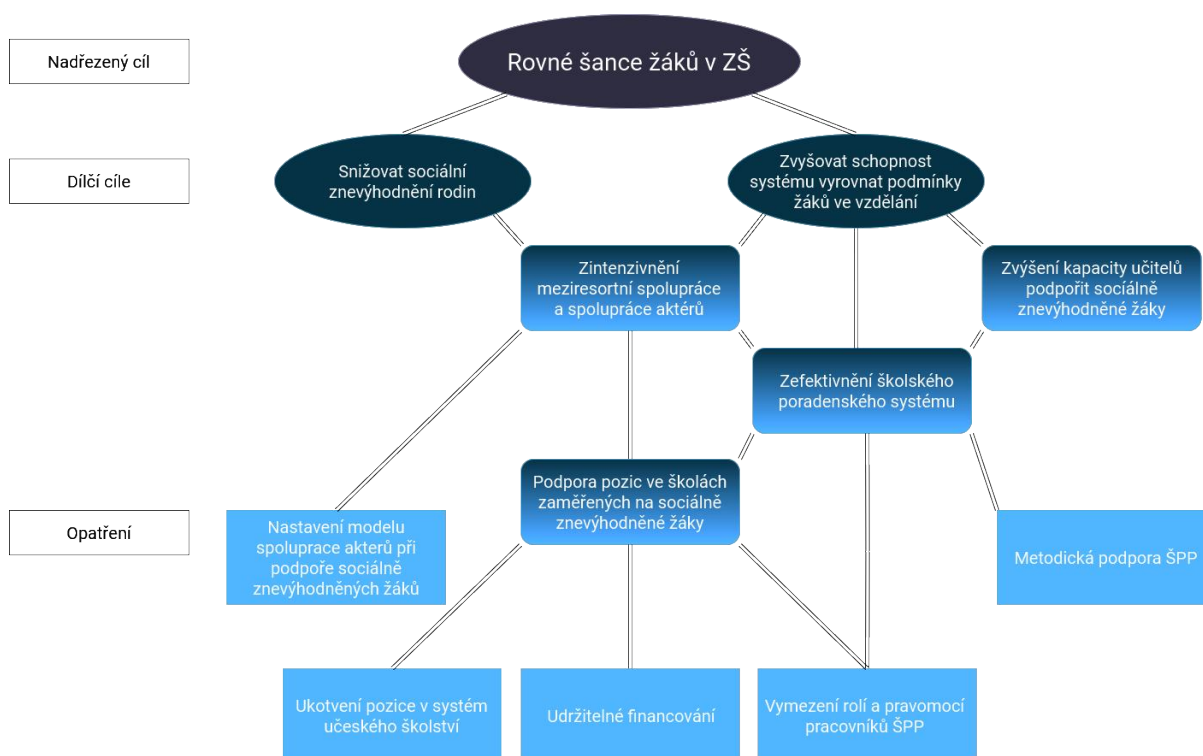 Nadřezený cíl
Rovné šance žáků v ZŠ
Dílčí cíle
Snižovat sociální
znevýhodnění rodin
Zvyšovat schopnost
systému vyrovnat podmínky
žáků ve vzdělání
Zintenzivnění
meziresortní spolupráce
a spolupráce aktérů
Zvýšení kapacity učitelů
podpořit sociálně
znevýhodněné žáky
Zefektivnění školského
poradenského systému
Podpora pozic ve školách
zaměřených na sociálně
znevýhodněné žáky
Opatření
Nastavení modelu
spoluprace akterů při
podpoře sociálně
znevýhodněných žáků
Metodická podpora ŠPP
Ukotvení pozice v systém
učeského školství
Udržitelné financování
Vymezení rolí a pravomocí
pracovníků ŠPP